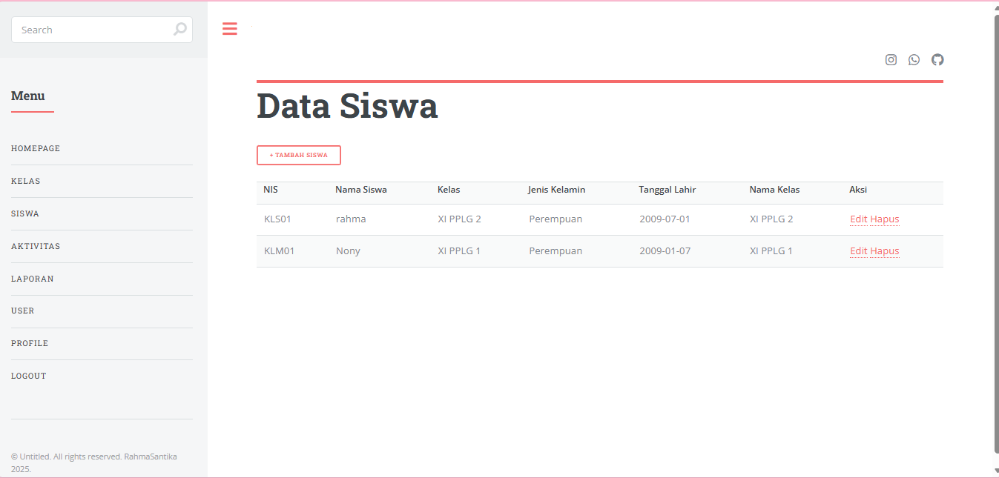 Search
Menu
HOMEPAGE
KELAS
SISWA
AKTIVITAS
LAPORAN
USER
PROFILE
LOGOUT
© Untitled. All rights reserved. RahmaSantika
2025.
Data Siswa
+ TAMBAH SISWA
NIS Nama Siswa Kelas Jenis Kelamin Tanggal Lahir Nama Kelas Aksi
KLS01 rahma XI PPLG 2 Perempuan 2009-07-01 XI PPLG 2 Edit Hapus
KLM01 Nony XI PPLG 1 Perempuan 2009-01-07 XI PPLG 1 Edit Hapus